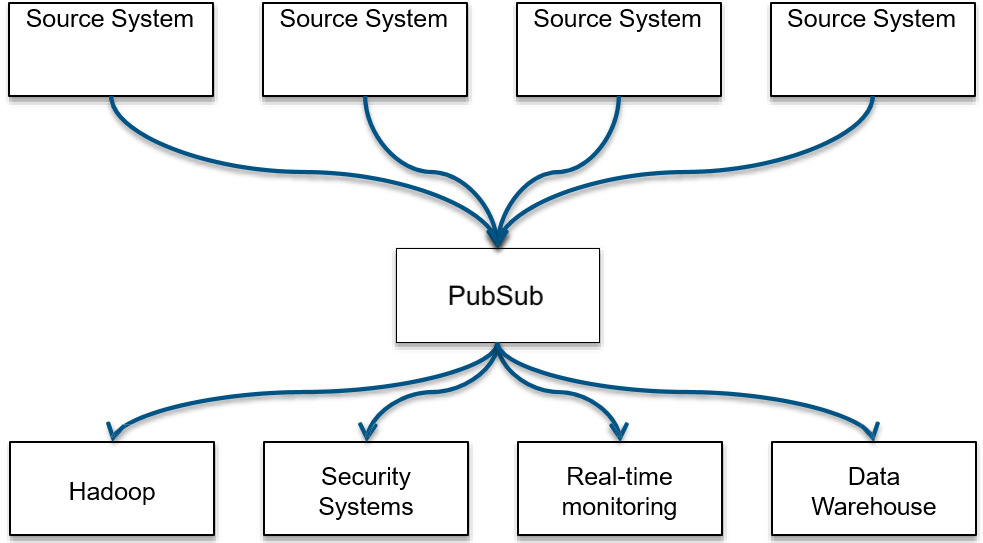 Source System
Source System
Source System
Source System
PubSub
Hadoop
Security
Systems
Real-time
monitoring
Data
Warehouse